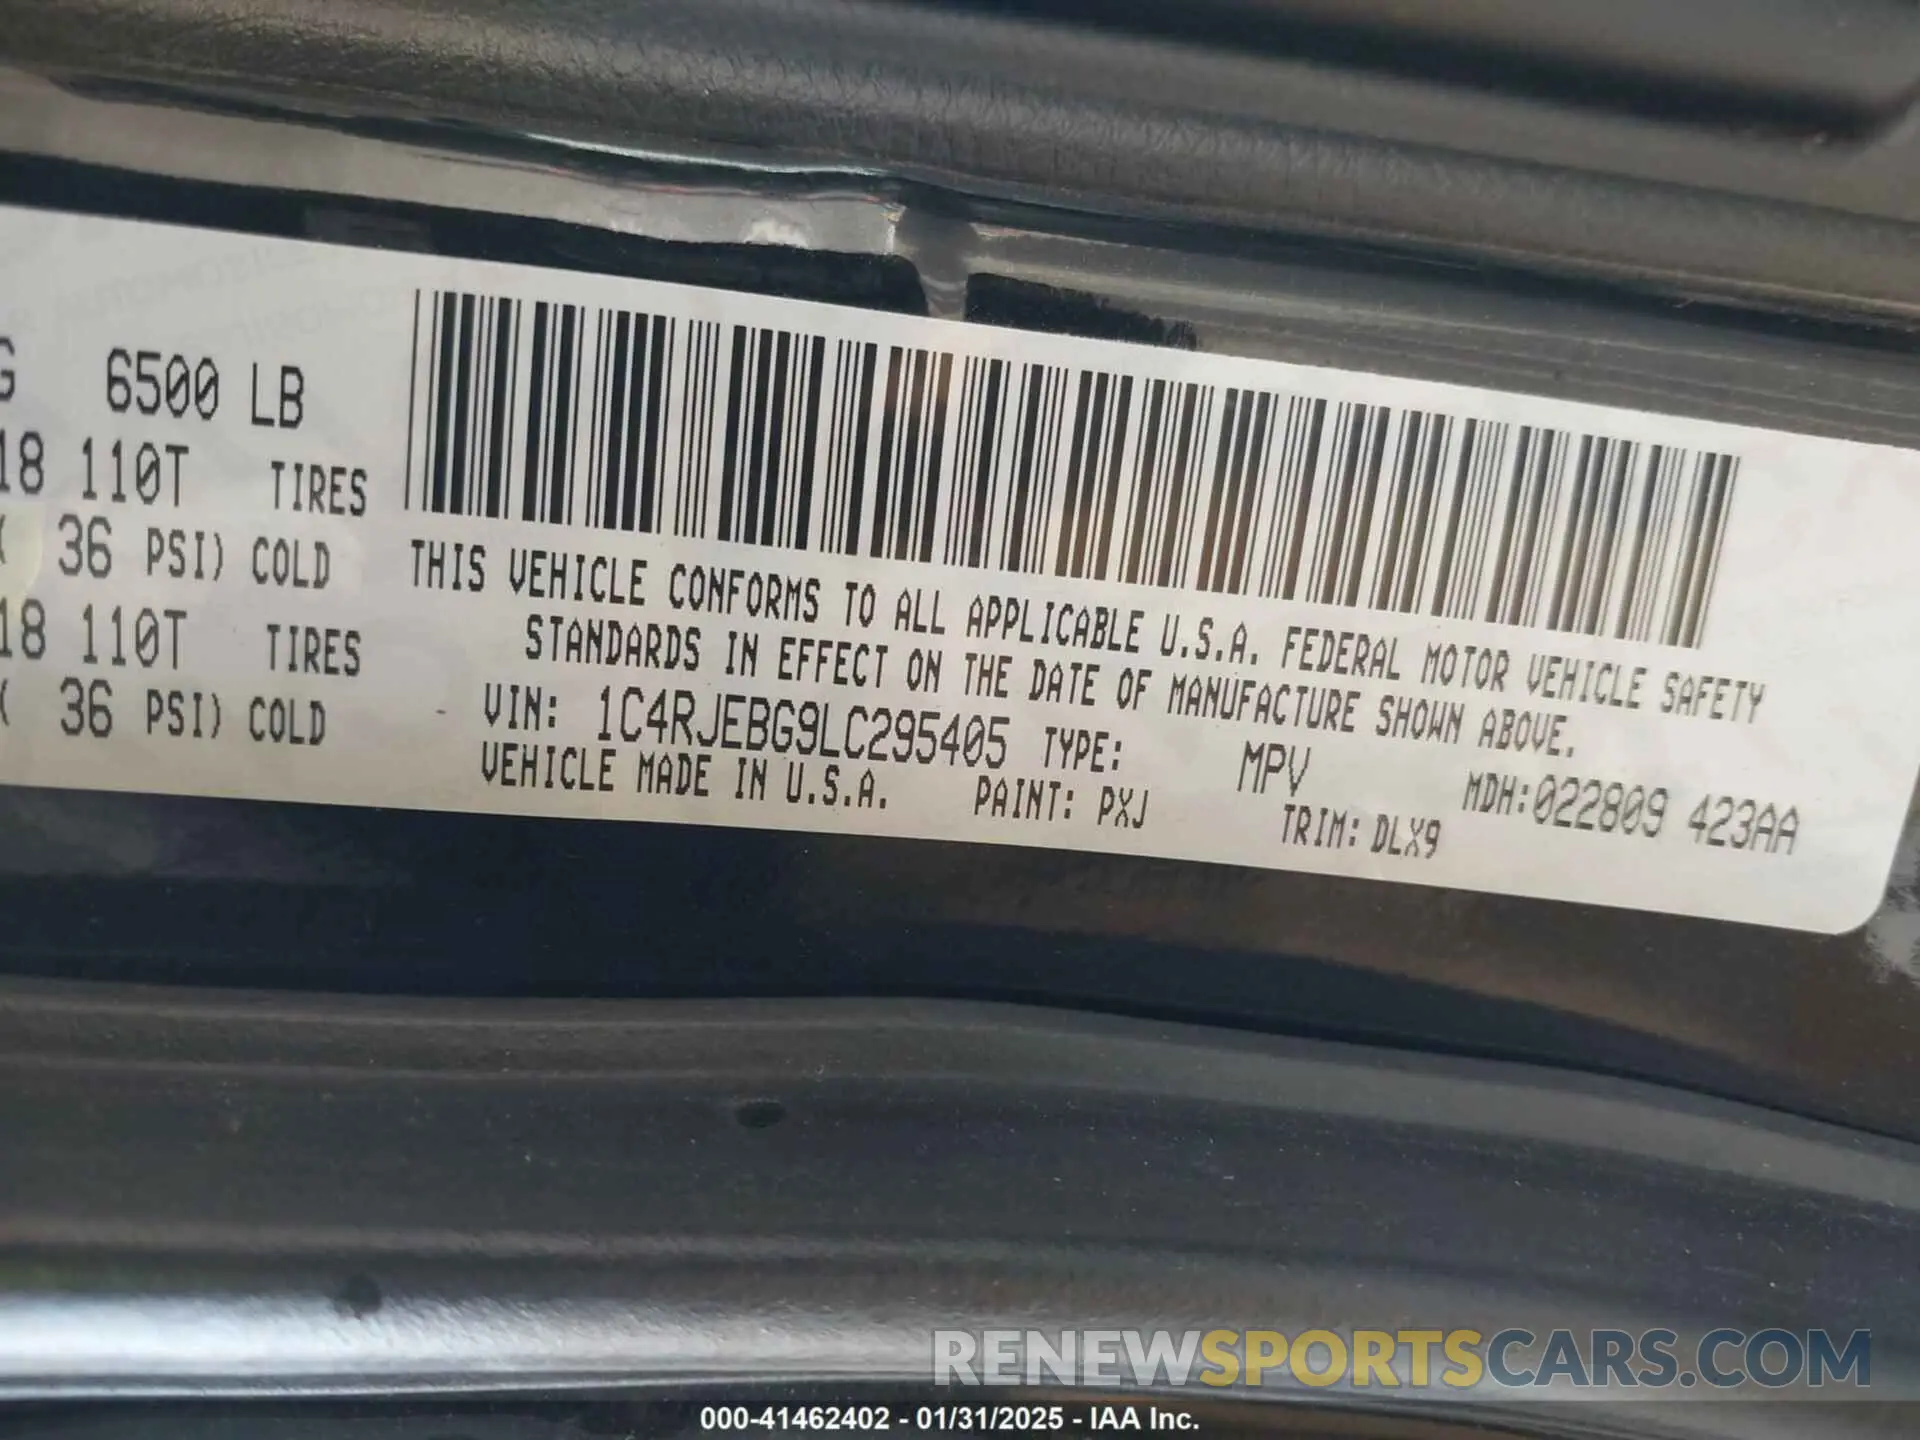 G 6500 LB
18 110T TIRES
( 36 PSI) COLD
18 110T TIRES
( 36 PSI) COLD
THIS VEHICLE CONFORMS TO ALL APPLICABLE U.S.A. FEDERAL MOTOR VEHICLE SAFETY
STANDARDS IN EFFECT ON THE DATE OF MANUFACTURE SHOWN ABOVE.
VIN: 1C4RJEBG9LC295405 TYPE: MPV MDH:022809 423AA
VEHICLE MADE IN U.S.A. PAINT: PXJ TRIM: DLX9
RENEWSPORTSCARS.COM
000-41462402 - 01/31/2025 - IAA Inc.